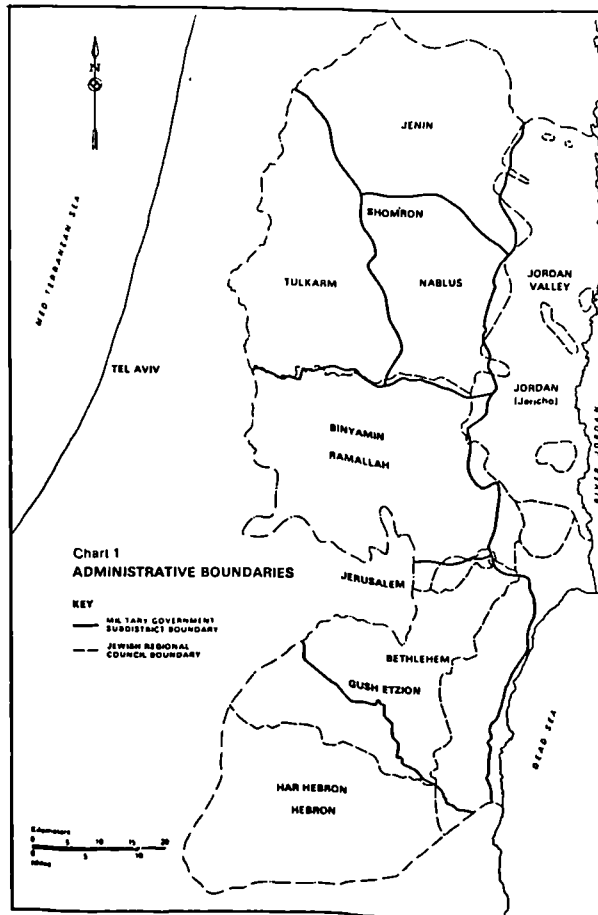 N
JENIN
SHOMRON
MEDITERRANEAN SEA
TULKARM
NABLUS
JORDAN
VALLEY
TEL AVIV
JORDAN
(Jericho)
BINYAMIN
RAMALLAH
RIVER JORDAN
Chart 1
ADMINISTRATIVE BOUNDARIES
JERUSALEM
KEY
MILITARY GOVERNMENT
SUBDISTRICT BOUNDARY
JEWISH REGIONAL
COUNCIL BOUNDARY
BETHLEHEM
GUSH ETZION
DEAD SEA
HAR HEBRON
HEBRON
Kilometers
0 5 10 15 20
0 5 10
Miles